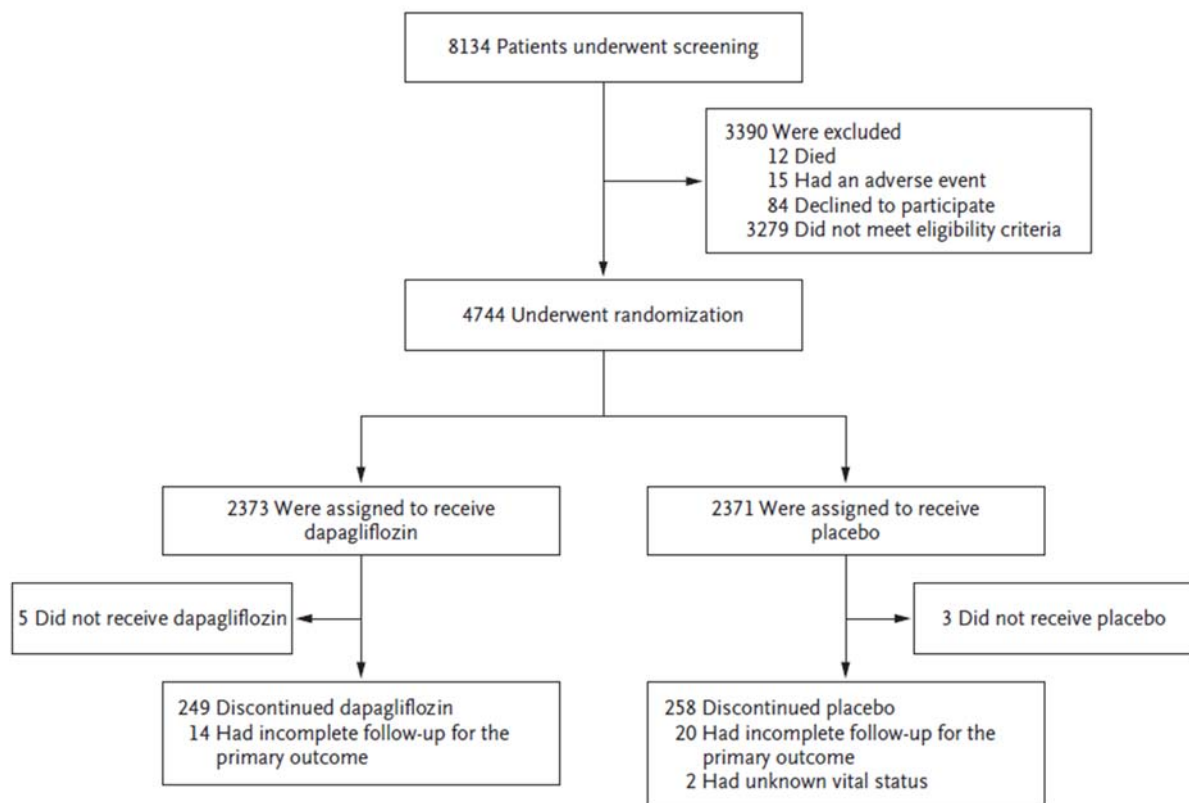 8134 Patients underwent screening
3390 Were excluded
12 Died
15 Had an adverse event
84 Declined to participate
3279 Did not meet eligibility criteria
4744 Underwent randomization
2373 Were assigned to receive
dapagliflozin
2371 Were assigned to receive
placebo
5 Did not receive dapagliflozin
3 Did not receive placebo
249 Discontinued dapagliflozin
14 Had incomplete follow-up for the
primary outcome
258 Discontinued placebo
20 Had incomplete follow-up for the
primary outcome
2 Had unknown vital status